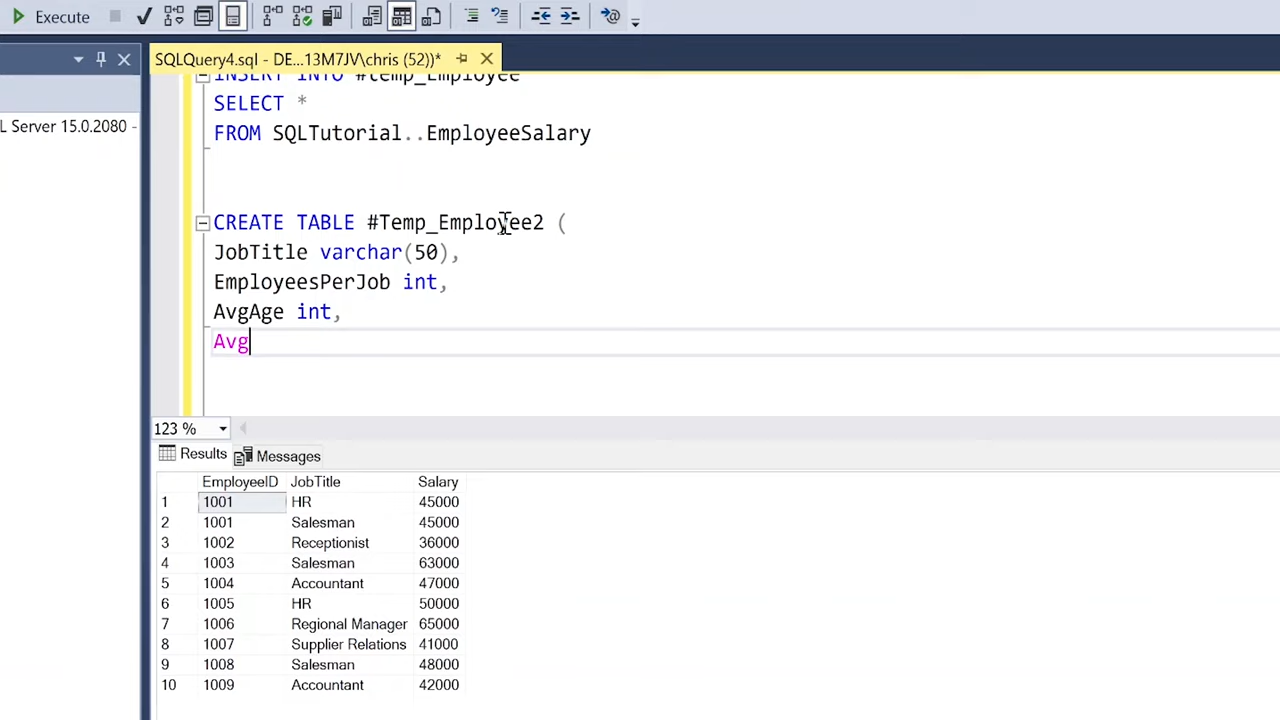 Execute
SQLQuery4.sql - DE...13M7JV\chris (52))*
L Server 15.0.2080 -
INSERT INTO #temp_Employee
SELECT *
FROM SQLTutorial..EmployeeSalary
CREATE TABLE #Temp_Employee2 (
JobTitle varchar(50),
EmployeesPerJob int,
AvgAge int,
Avg
123 %
Results Messages
EmployeeID JobTitle Salary
1 1001 HR 45000
2 1001 Salesman 45000
3 1002 Receptionist 36000
4 1003 Salesman 63000
5 1004 Accountant 47000
6 1005 HR 50000
7 1006 Regional Manager 65000
8 1007 Supplier Relations 41000
9 1008 Salesman 48000
10 1009 Accountant 42000